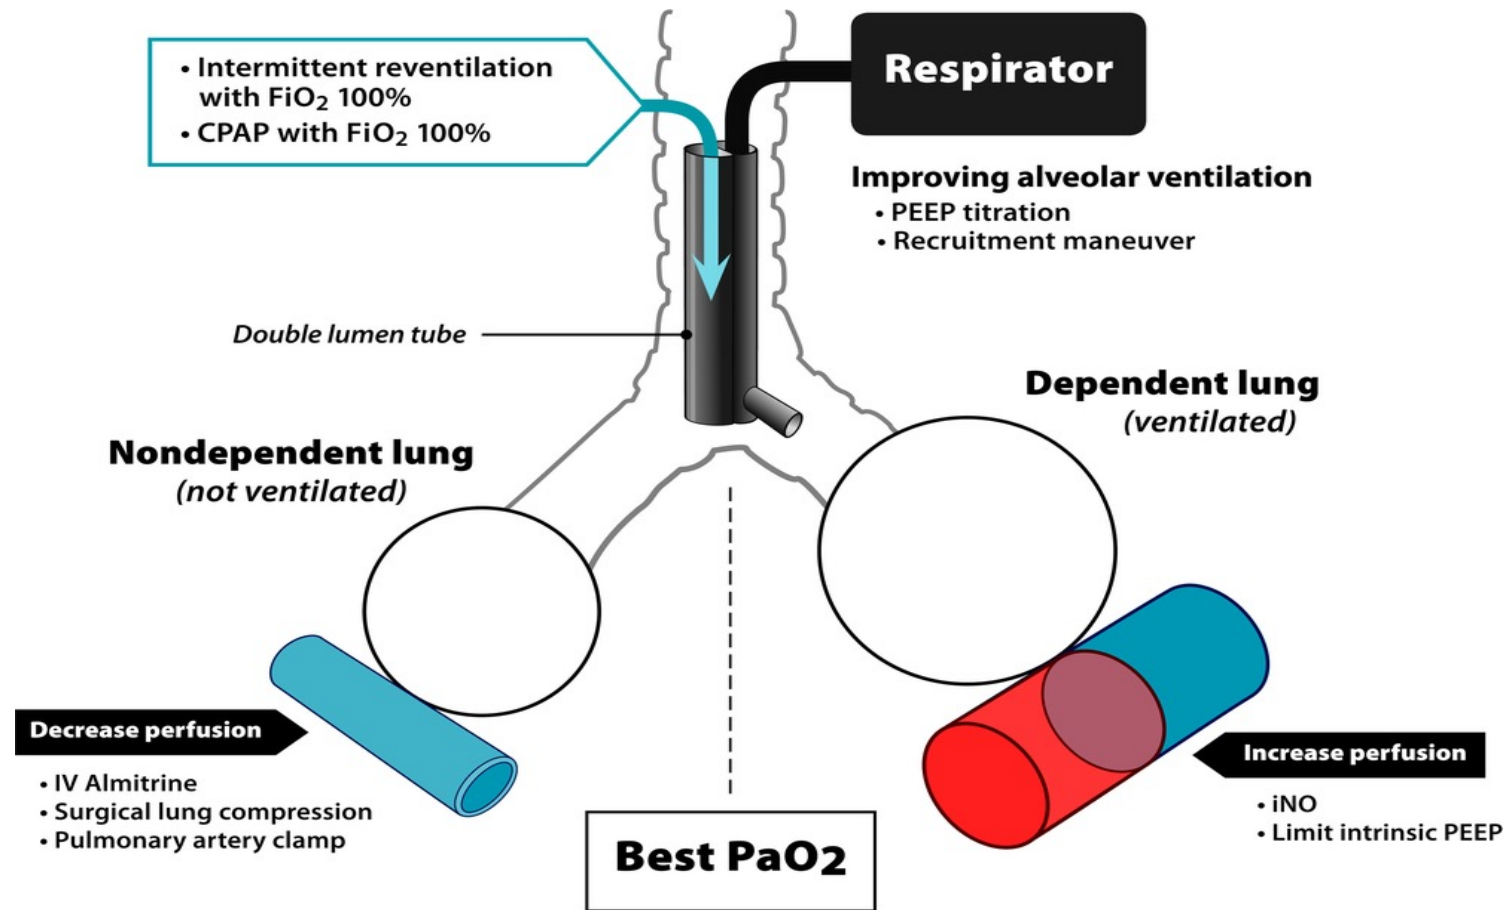 • Intermittent reventilation
with FiO₂ 100%
• CPAP with FiO₂ 100%
Respirator
Improving alveolar ventilation
• PEEP titration
• Recruitment maneuver
Double lumen tube
Dependent lung
(ventilated)
Nondependent lung
(not ventilated)
Decrease perfusion
• IV Almitrine
• Surgical lung compression
• Pulmonary artery clamp
Increase perfusion
• iNO
• Limit intrinsic PEEP
Best PaO2